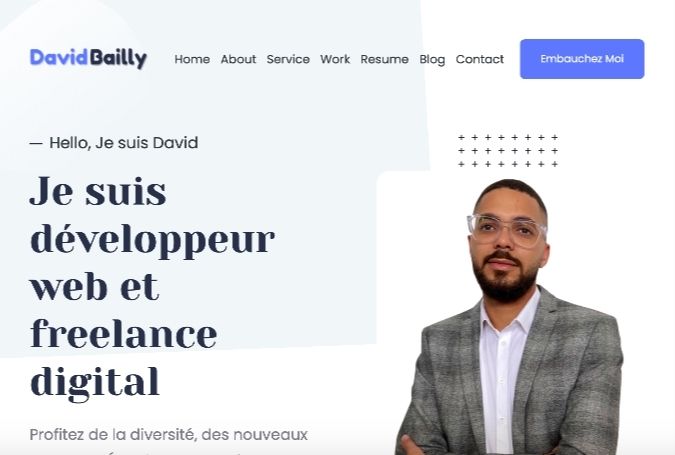 DavidBailly
Home About Service Work Resume Blog Contact
Embauchez Moi
— Hello, Je suis David
Je suis
développeur
web et
freelance
digital
Profitez de la diversité, des nouveaux